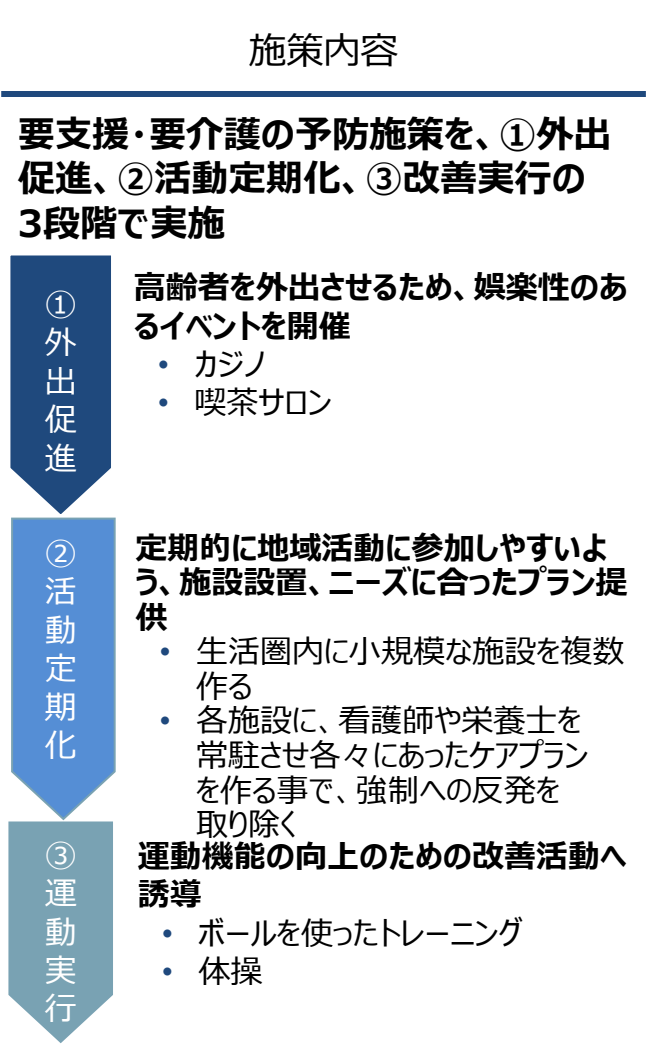 施策内容
要支援・要介護の予防施策を、①外出
促進、②活動定期化、③改善実行の
3段階で実施
①外出促進
高齢者を外出させるため、娯楽性のあ
るイベントを開催
• カジノ
• 喫茶サロン
②活動定期化
定期的に地域活動に参加しやすいよ
う、施設設置、ニーズに合ったプラン提
供
• 生活圏内に小規模な施設を複数
作る
• 各施設に、看護師や栄養士を
常駐させ各々にあったケアプラン
を作る事で、強制への反発を
取り除く
③運動実行
運動機能の向上のための改善活動へ
誘導
• ボールを使ったトレーニング
• 体操